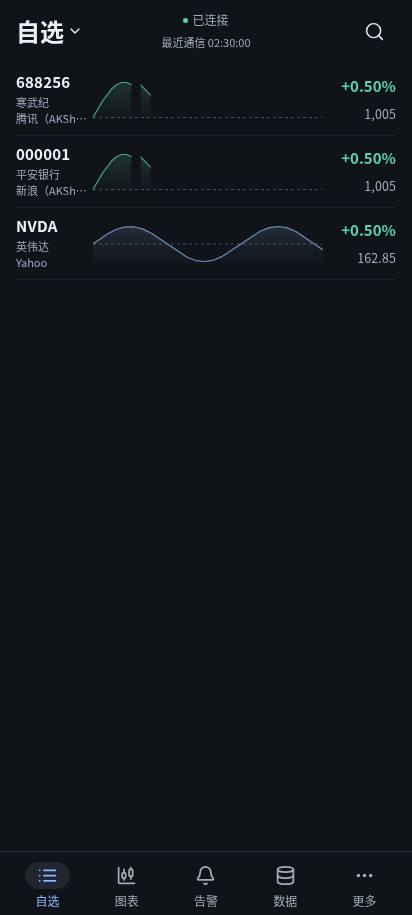 自选
已连接
最近通信 02:30:00
688256
寒武纪
腾讯（AKSh…
+0.50%
1,005
000001
平安银行
新浪（AKSh…
+0.50%
1,005
NVDA
英伟达
Yahoo
+0.50%
162.85
自选
图表
告警
数据
更多